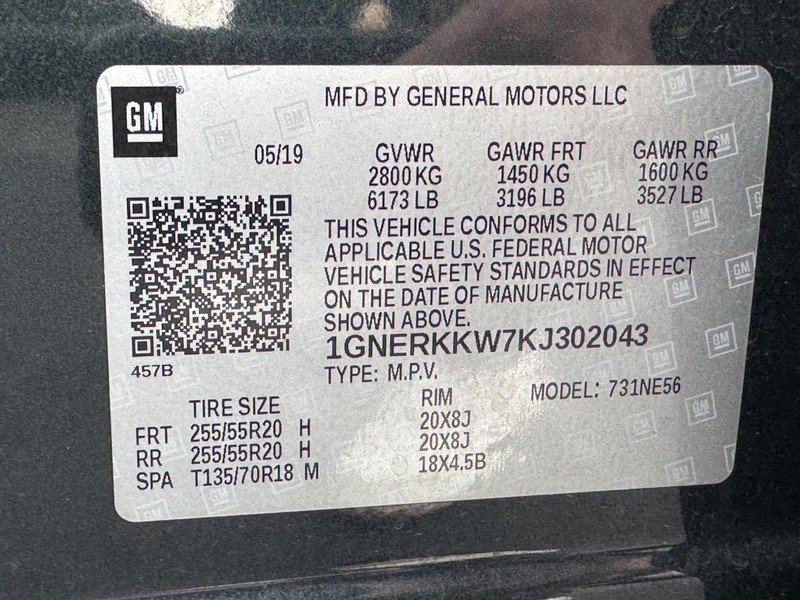 GM
MFD BY GENERAL MOTORS LLC
05/19 GVWR GAWR FRT GAWR RR
2800 KG 1450 KG 1600 KG
6173 LB 3196 LB 3527 LB
THIS VEHICLE CONFORMS TO ALL
APPLICABLE U.S. FEDERAL MOTOR
VEHICLE SAFETY STANDARDS IN EFFECT
ON THE DATE OF MANUFACTURE
SHOWN ABOVE.
1GNERKKW7KJ302043
457B
TYPE: M.P.V.
MODEL: 731NE56
TIRE SIZE RIM
FRT 255/55R20 H 20X8J
RR 255/55R20 H 20X8J
SPA T135/70R18 M 18X4.5B